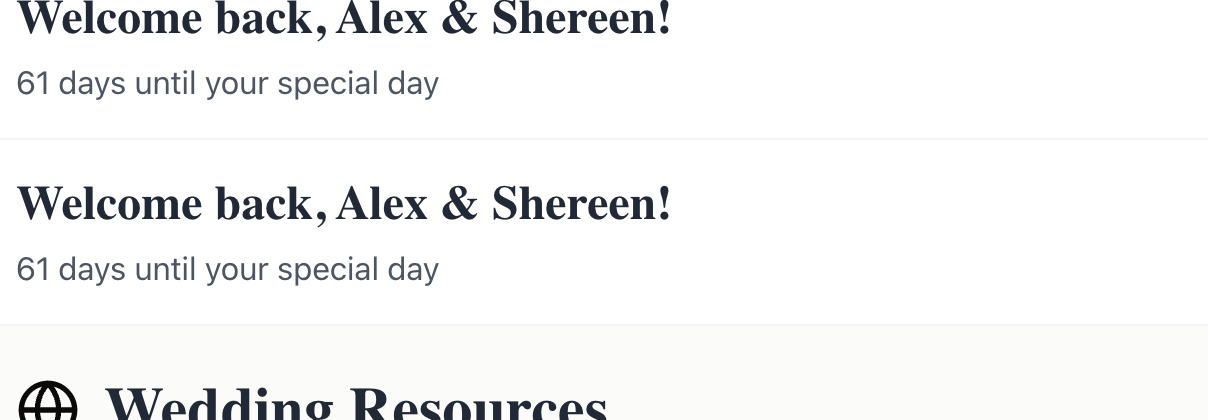 Welcome back, Alex & Shereen!
61 days until your special day
Welcome back, Alex & Shereen!
61 days until your special day
Wedding Resources